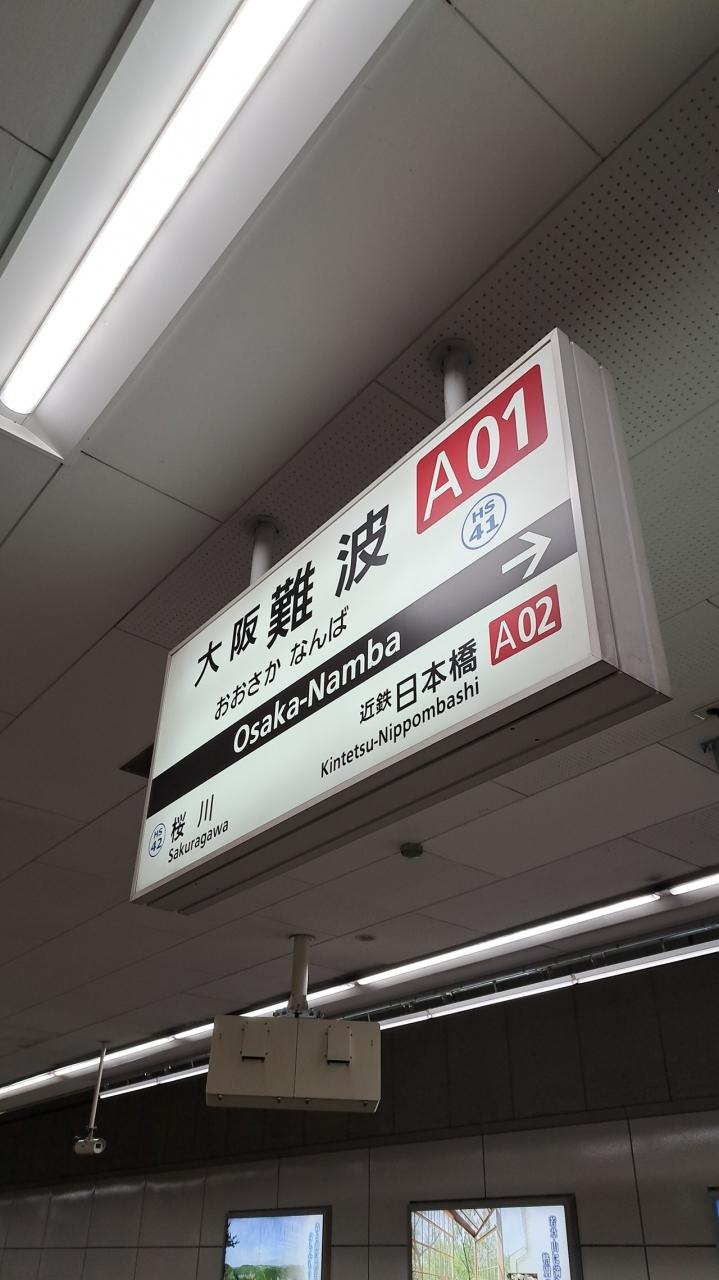 A01
HS
41
大阪難波
おおさか なんば
Osaka-Namba
近鉄日本橋 A02
Kintetsu-Nippombashi
HS
42
桜川
Sakuragawa